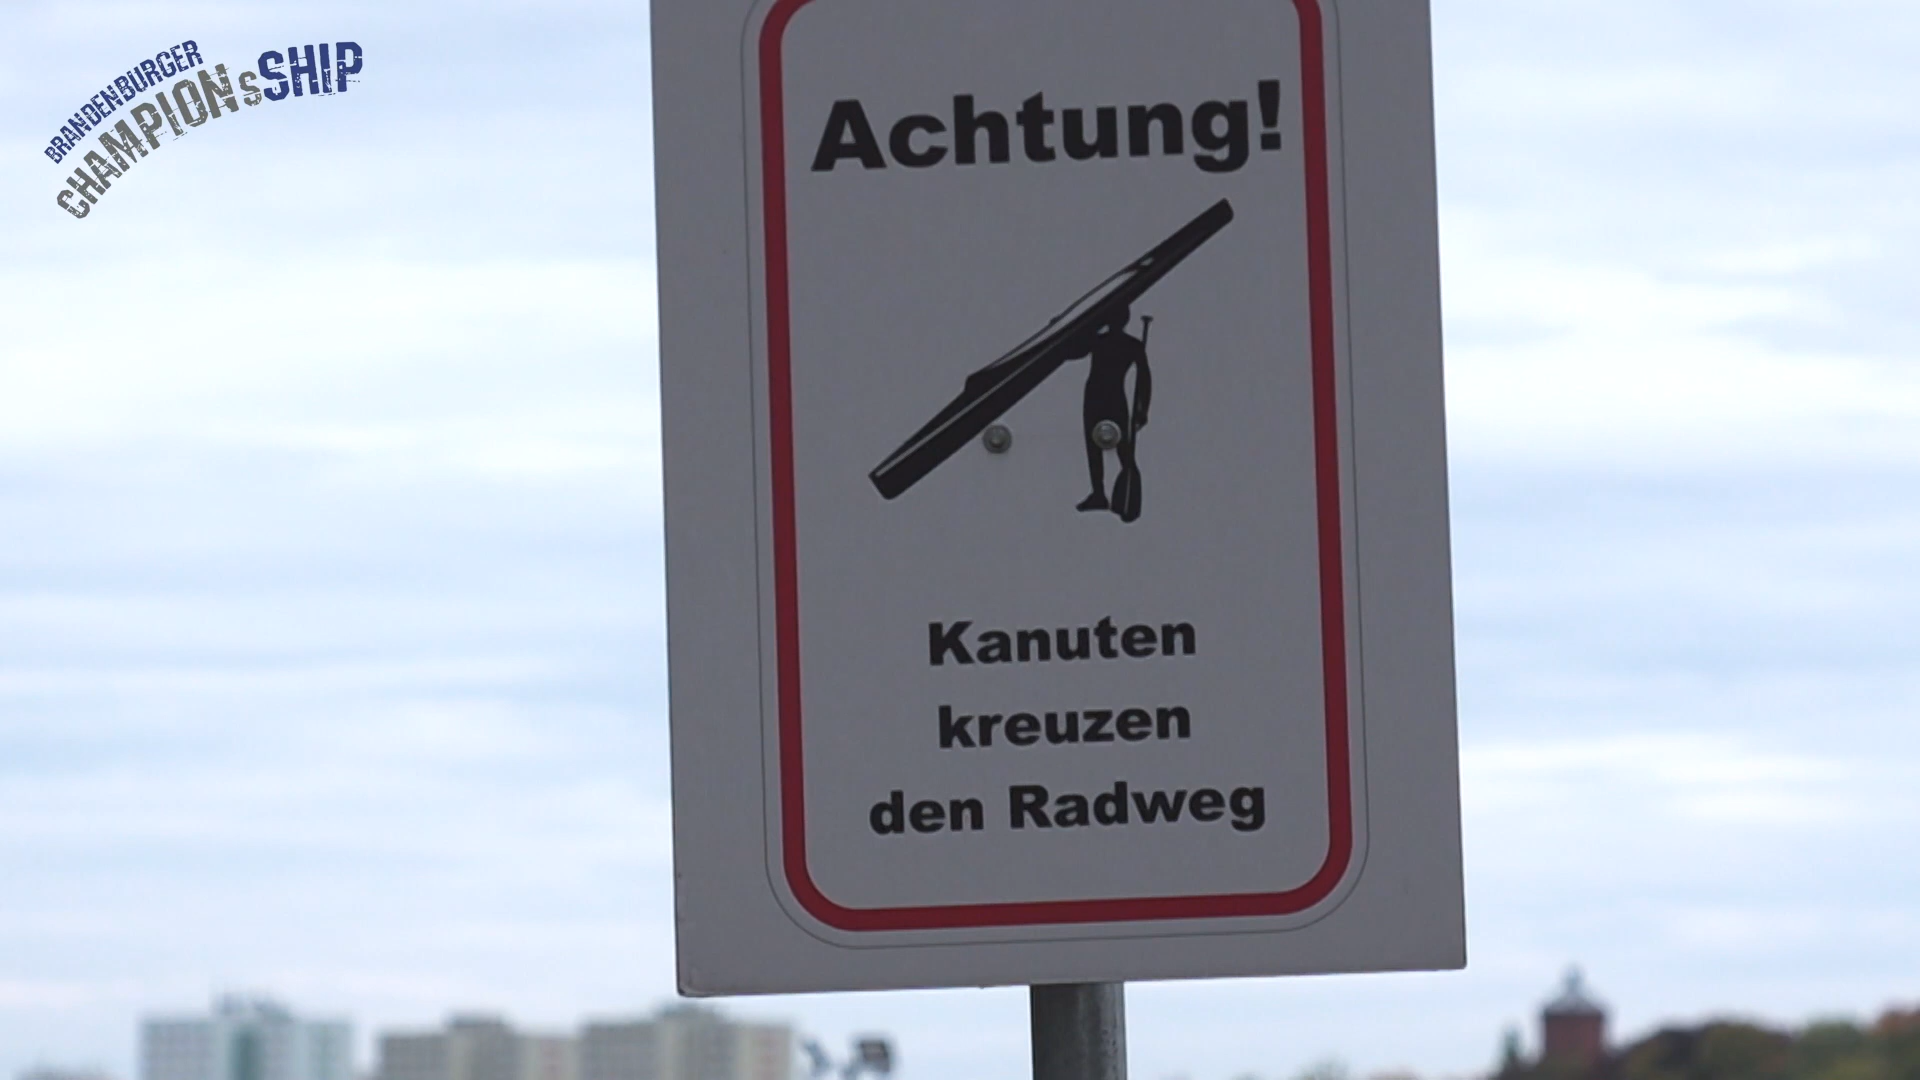 BRANDENBURGER
CHAMPIONsSHIP
Achtung!
Kanuten
kreuzen
den Radweg